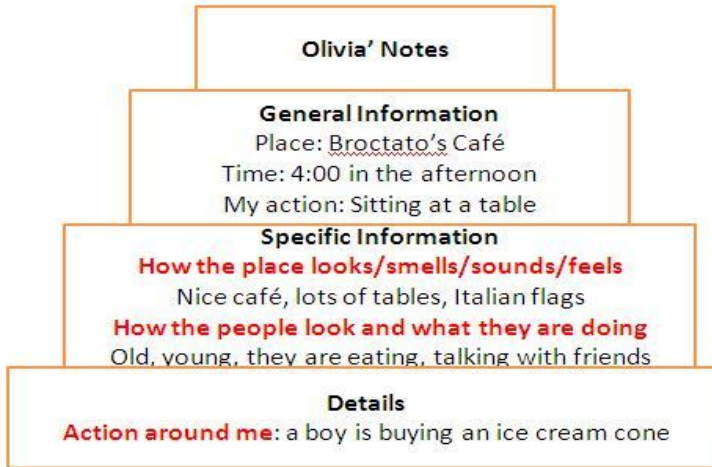 Olivia' Notes
General Information
Place: Broctato's Café
Time: 4:00 in the afternoon
My action: Sitting at a table
Specific Information
How the place looks/smells/sounds/feels
Nice café, lots of tables, Italian flags
How the people look and what they are doing
Old, young, they are eating, talking with friends
Details
Action around me: a boy is buying an ice cream cone